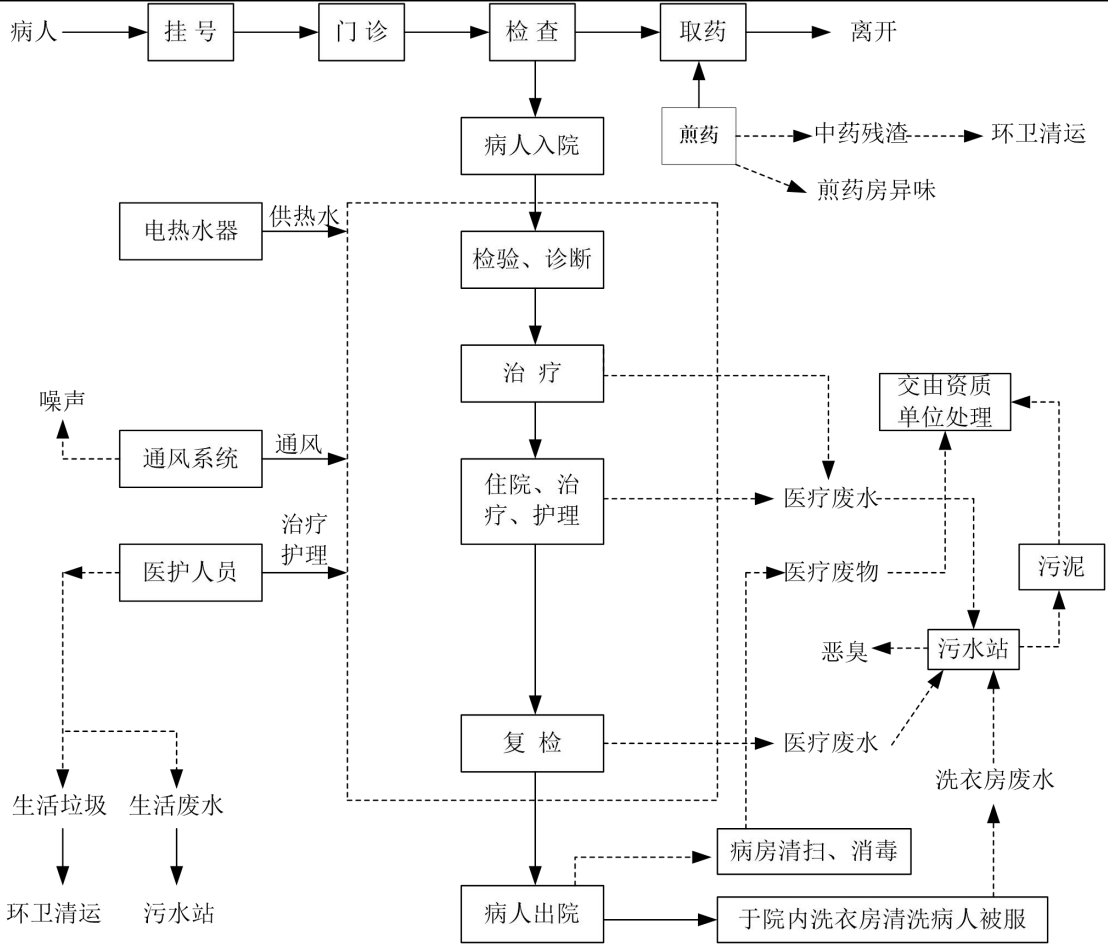 病人
挂 号
门 诊
检 查
取药
离开
煎药
中药残渣
环卫清运
煎药房异味
病人入院
电热水器
供热水
检验、诊断
治 疗
交由资质
单位处理
噪声
通风系统
通风
住院、治
疗、护理
医疗废水
治疗
护理
医护人员
医疗废物
污泥
恶臭
污水站
复 检
医疗废水
洗衣房废水
生活垃圾
生活废水
病房清扫、消毒
环卫清运
污水站
病人出院
于院内洗衣房清洗病人被服